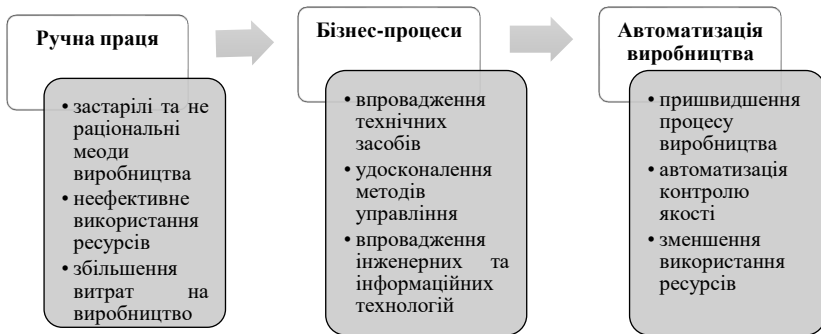 Ручна праця
• застарілі та не
раціональні
меоди
виробництва
• неефективне
використання
ресурсів
• збільшення
витрат на
виробництво
Бізнес-процеси
• впровадження
технічних
засобів
• удосконалення
методів
управління
• впровадження
інженерних та
інформаційних
технологій
Автоматизація
виробництва
• пришвидшення
процесу
виробництва
• автоматизація
контролю
якості
• зменшення
використання
ресурсів